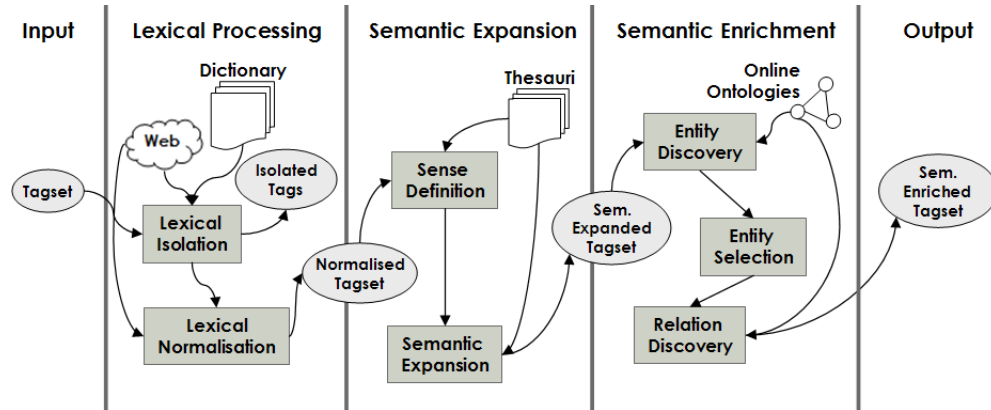 Input
Lexical Processing
Semantic Expansion
Semantic Enrichment
Output
Dictionary
Web
Isolated
Tags
Tagset
Lexical
Isolation
Lexical
Normalisation
Normalised
Tagset
Thesauri
Sense
Definition
Semantic
Expansion
Sem.
Expanded
Tagset
Online
Ontologies
Entity
Discovery
Entity
Selection
Relation
Discovery
Sem.
Enriched
Tagset